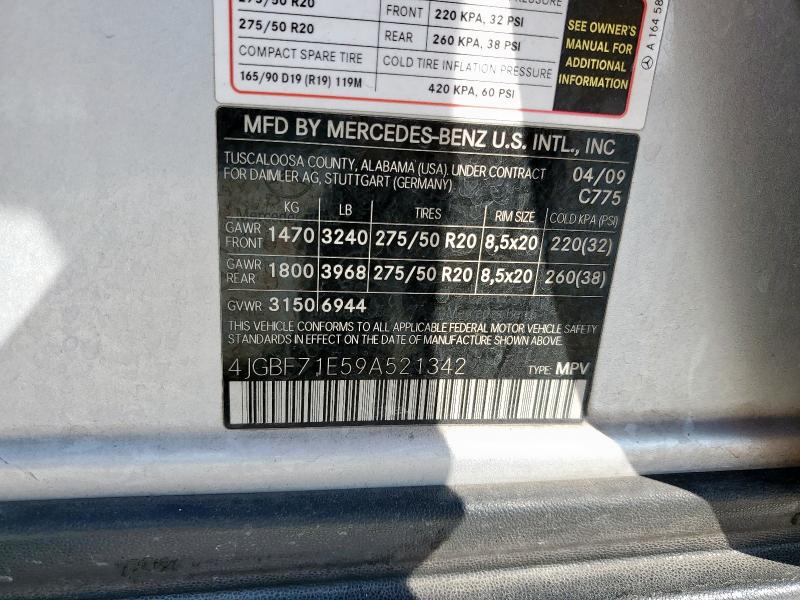 275/50 R20
FRONT 220 KPA, 32 PSI
275/50 R20
REAR 260 KPA, 38 PSI
COMPACT SPARE TIRE
COLD TIRE INFLATION PRESSURE
165/90 D19 (R19) 119M
420 KPA, 60 PSI
SEE OWNER'S
MANUAL FOR
ADDITIONAL
INFORMATION
A 164 58
MFD BY MERCEDES-BENZ U.S. INTL., INC
TUSCALOOSA COUNTY, ALABAMA (USA), UNDER CONTRACT
FOR DAIMLER AG, STUTTGART (GERMANY)
04/09
C775
KG LB TIRES RIM SIZE COLD KPA (PSI)
GAWR
FRONT 1470 3240 275/50 R20 8,5x20 220(32)
GAWR
REAR 1800 3968 275/50 R20 8,5x20 260(38)
GVWR 3150 6944
THIS VEHICLE CONFORMS TO ALL APPLICABLE FEDERAL MOTOR VEHICLE SAFETY
STANDARDS IN EFFECT ON THE DATE OF MANUFACTURE SHOWN ABOVE.
4JGBF71E59A521342
TYPE: MPV